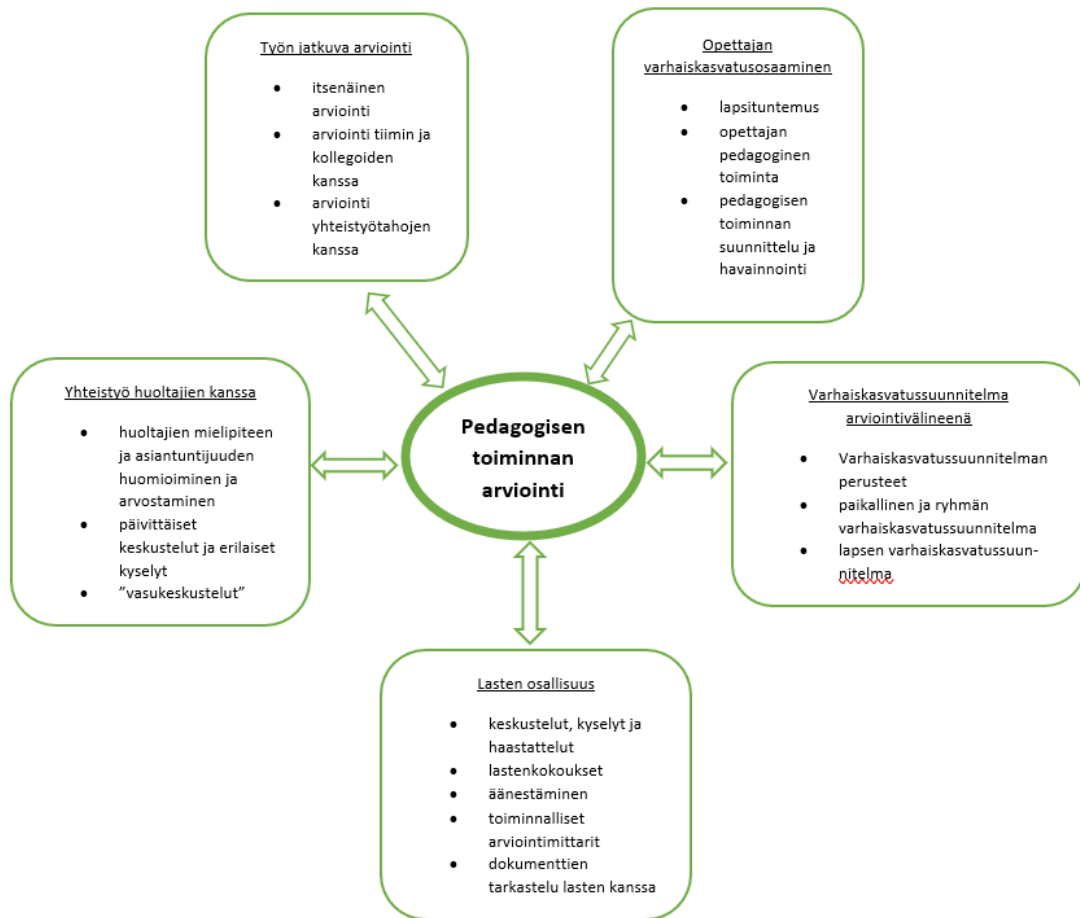 Työn jatkuva arviointi
• itsenäinen
arviointi
• arviointi tiimin ja
kollegoiden
kanssa
• arviointi
yhteistyötahojen
kanssa
Opettajan
varhaiskasvatusosaaminen
• lapsituntemus
• opettajan
pedagoginen
toiminta
• pedagogisen
toiminnan
suunnittelu ja
havainnointi
Yhteistyö huoltajien kanssa
• huoltajien mielipiteen
ja asiantuntijuuden
huomioiminen ja
arvostaminen
• päivittäiset
keskustelut ja erilaiset
kyselyt
• ”vasukeskustelut”
Pedagogisen
toiminnan
arviointi
Varhaiskasvatussuunnitelma
arviointivälineenä
• Varhaiskasvatussuunnitelman
perusteet
• paikallinen ja ryhmän
varhaiskasvatussuunnitelma
• lapsen varhaiskasvatussuun-
nitelma
Lasten osallisuus
• keskustelut, kyselyt ja
haastattelut
• lastenkokoukset
• äänestäminen
• toiminnalliset
arviointimittarit
• dokumenttien
tarkastelu lasten kanssa